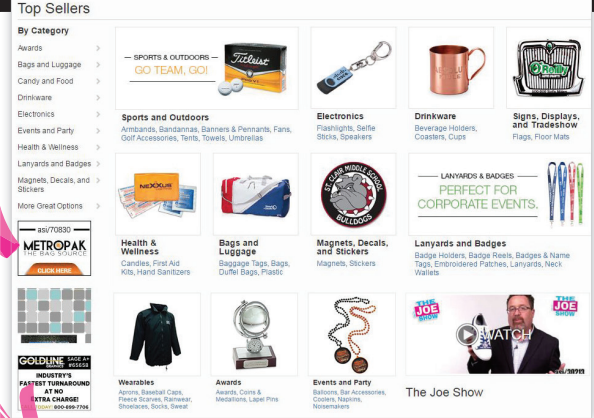 Top Sellers
By Category
Awards
Bags and Luggage
Candy and Food
Drinkware
Electronics
Events and Party
Health & Wellness
Lanyards and Badges
Magnets, Decals, and
Stickers
More Great Options
asi/70830
METROPAK
THE BAG SOURCE
CLICK HERE
GOLDLINE
SAGE A+
#65658
INDUSTRY'S
FASTEST TURNAROUND
AT NO
EXTRA CHARGE!
800-699-7706
— SPORTS & OUTDOORS —
GO TEAM, GO!
Titleist
Sports and Outdoors
Armbands, Bandannas, Banners & Pennants, Fans,
Golf Accessories, Tents, Towels, Umbrellas
Electronics
Flashlights, Selfie
Sticks, Speakers
Drinkware
Beverage Holders,
Coasters, Cups
O'Reilly
Signs, Displays,
and Tradeshow
Flags, Floor Mats
NEXXUS
Health &
Wellness
Candles, First Aid
Kits, Hand Sanitizers
Bags and
Luggage
Baggage Tags, Bags,
Duffel Bags, Plastic
ST. CLAIR MIDDLE SCHOOL
BULLDOGS
Magnets, Decals,
and Stickers
Magnets, Stickers
— LANYARDS & BADGES —
PERFECT FOR
CORPORATE EVENTS.
Lanyards and Badges
Badge Holders, Badge Reels, Badges & Name
Tags, Embroidered Patches, Lanyards, Neck
Wallets
Wearables
Aprons, Baseball Caps,
Fleece Scarves, Rainwear,
Shoelaces, Socks, Sweat
Awards
Awards, Coins &
Medallions, Lapel Pins
Events and Party
Balloons, Bar Accessories,
Coolers, Napkins,
Noisemakers
THE
JOE
SHOW
WATCH
THE
JOE
SHOW
The Joe Show